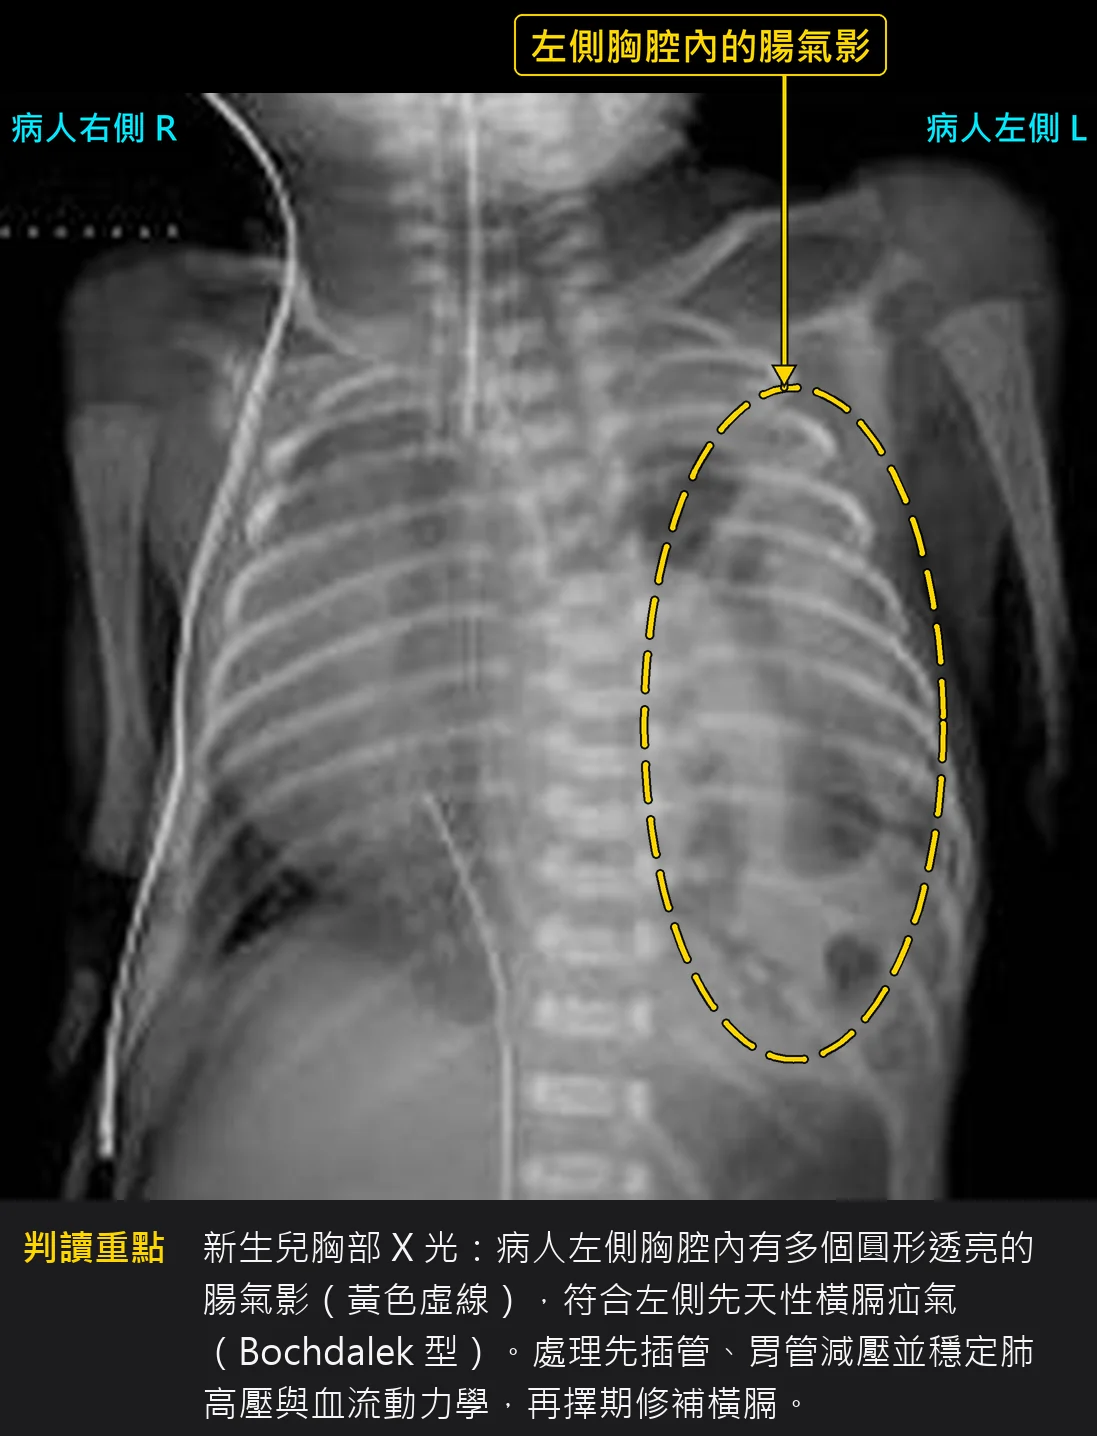 左側胸腔內的腸氣影
病人右側 R
病人左側 L
判讀重點
新生兒胸部 X 光：病人左側胸腔內有多個圓形透亮的
腸氣影（黃色虛線），符合左側先天性橫膈疝氣
（Bochdalek 型）。處理先插管、胃管減壓並穩定肺
高壓與血流動力學，再擇期修補橫膈。